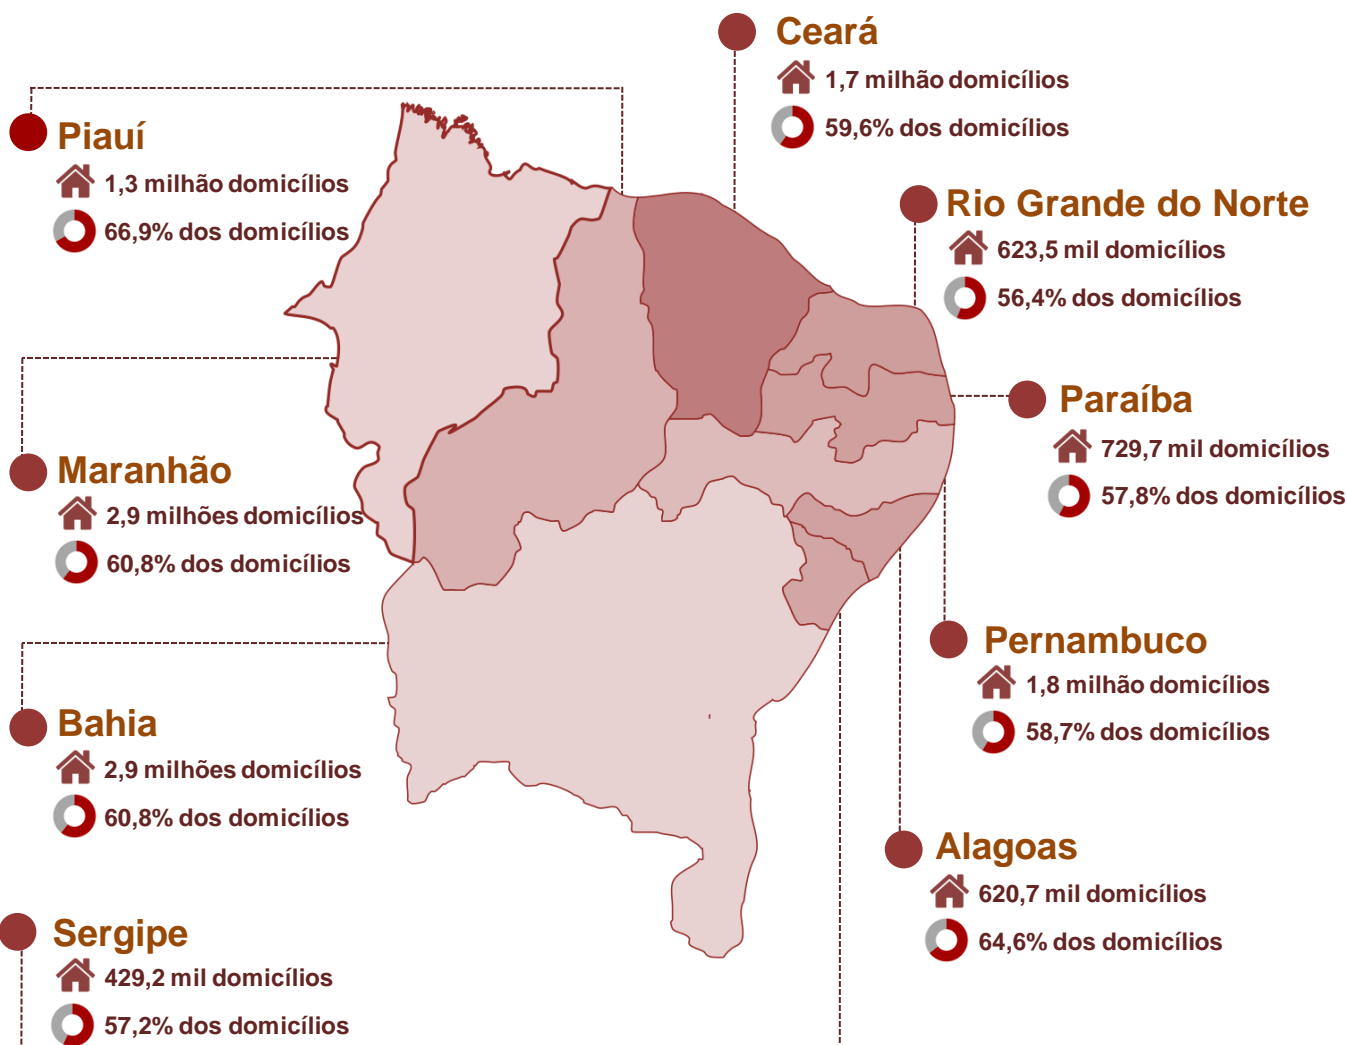 Ceará
1,7 milhão domicílios
59,6% dos domicílios
Piauí
1,3 milhão domicílios
66,9% dos domicílios
Rio Grande do Norte
623,5 mil domicílios
56,4% dos domicílios
Paraíba
729,7 mil domicílios
57,8% dos domicílios
Maranhão
2,9 milhões domicílios
60,8% dos domicílios
Pernambuco
1,8 milhão domicílios
58,7% dos domicílios
Bahia
2,9 milhões domicílios
60,8% dos domicílios
Alagoas
620,7 mil domicílios
64,6% dos domicílios
Sergipe
429,2 mil domicílios
57,2% dos domicílios